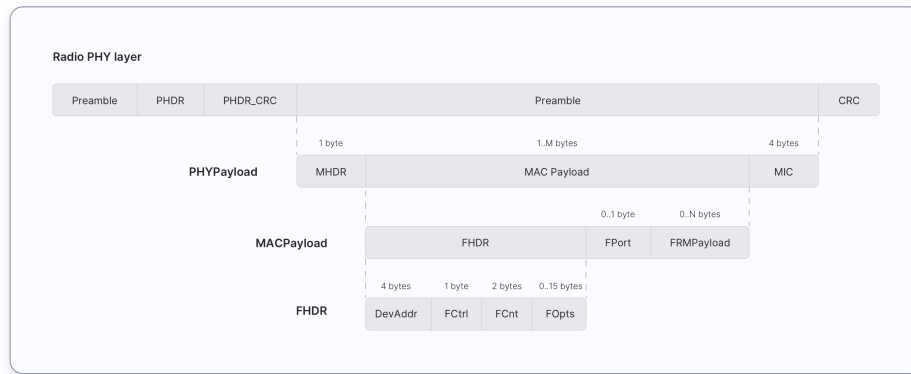 Radio PHY layer
Preamble PHDR PHDR_CRC Preamble CRC
1 byte 1..M bytes 4 bytes
PHYPayload MHDR MAC Payload MIC
0..1 byte 0..N bytes
MACPayload FHDR FPort FRMPayload
4 bytes 1 byte 2 bytes 0..15 bytes
FHDR DevAddr FCtrl FCnt FOpts